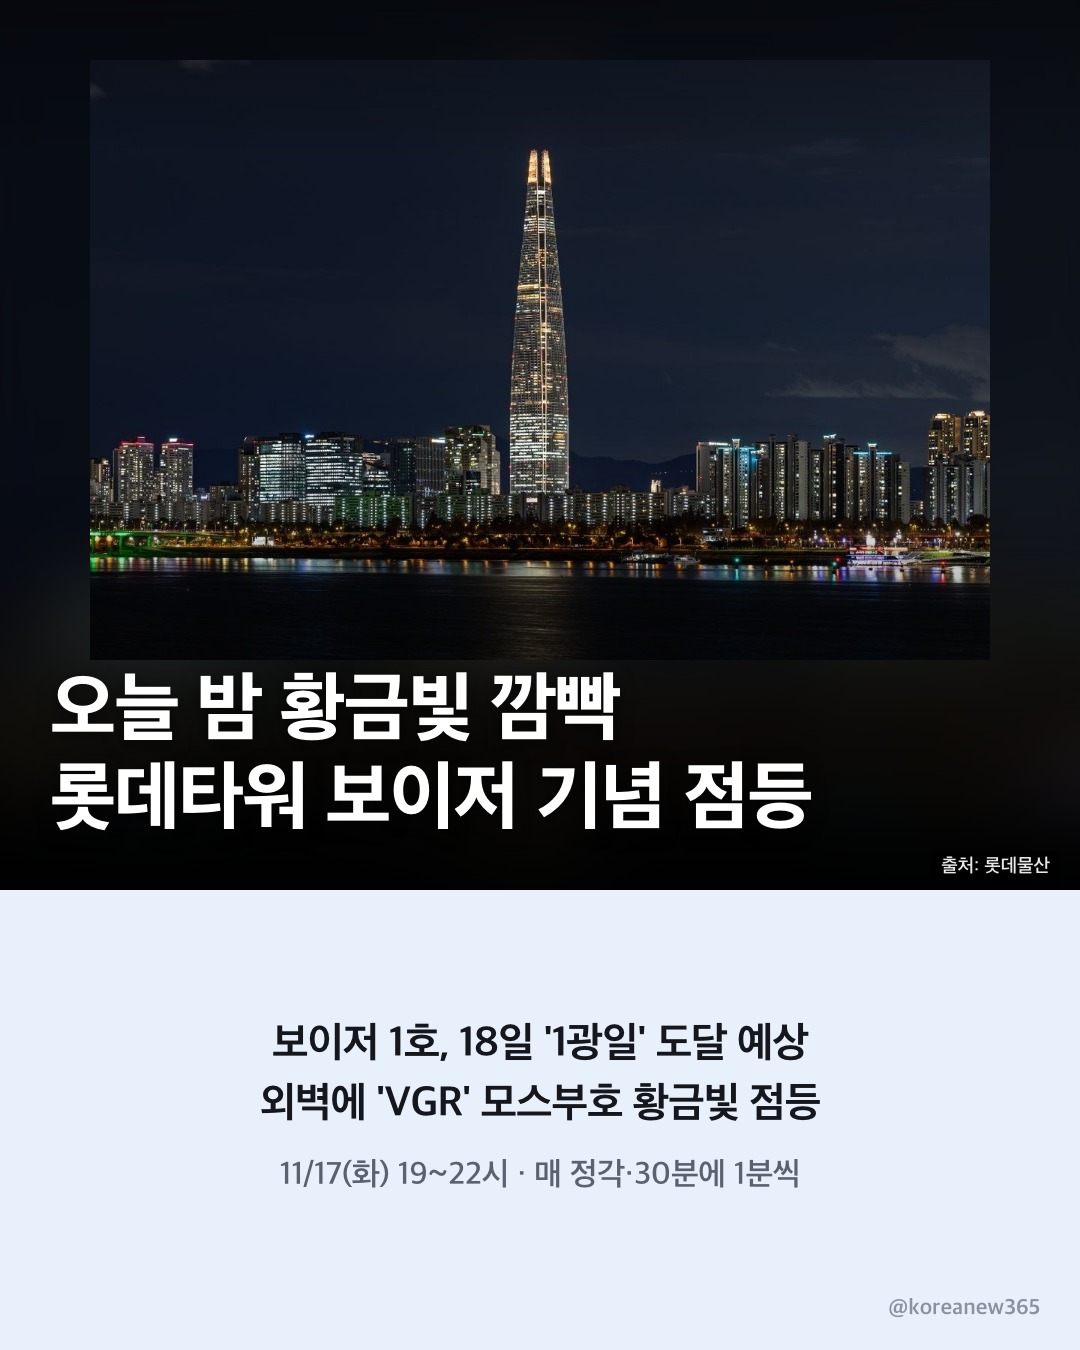 오늘 밤 황금빛 깜빡
롯데타워 보이저 기념 점등
출처: 롯데물산
보이저 1호, 18일 '1광일' 도달 예상
외벽에 'VGR' 모스부호 황금빛 점등
11/17(화) 19~22시 · 매 정각·30분에 1분씩
@koreanew365